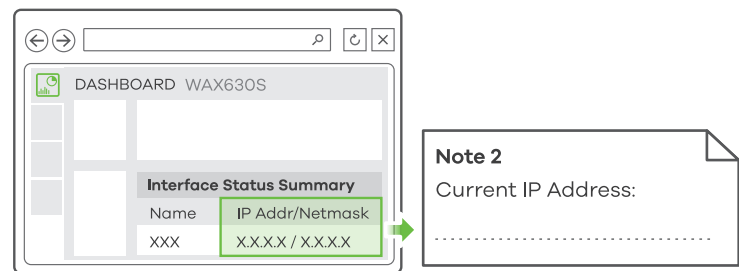 DASHBOARD WAX630S
Interface Status Summary
Name IP Addr/Netmask
XXX X.X.X.X / X.X.X.X
Note 2
Current IP Address: